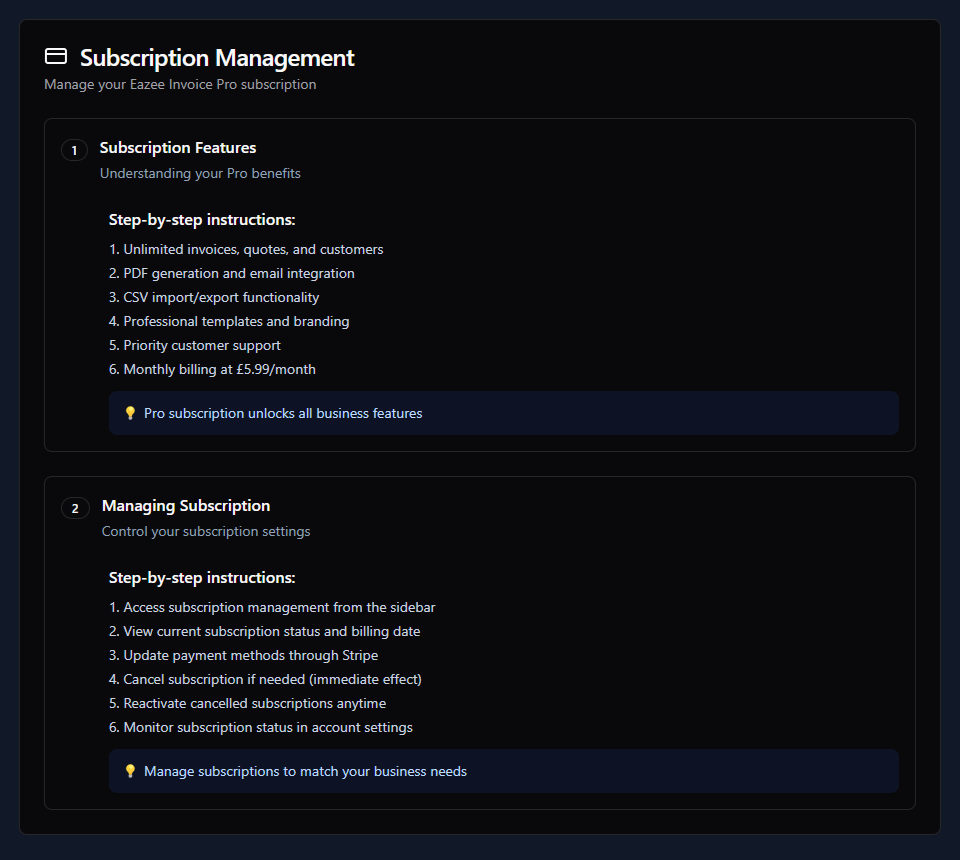 Subscription Management
Manage your Eazee Invoice Pro subscription
1
Subscription Features
Understanding your Pro benefits
Step-by-step instructions:
1. Unlimited invoices, quotes, and customers
2. PDF generation and email integration
3. CSV import/export functionality
4. Professional templates and branding
5. Priority customer support
6. Monthly billing at £5.99/month
💡 Pro subscription unlocks all business features
2
Managing Subscription
Control your subscription settings
Step-by-step instructions:
1. Access subscription management from the sidebar
2. View current subscription status and billing date
3. Update payment methods through Stripe
4. Cancel subscription if needed (immediate effect)
5. Reactivate cancelled subscriptions anytime
6. Monitor subscription status in account settings
💡 Manage subscriptions to match your business needs